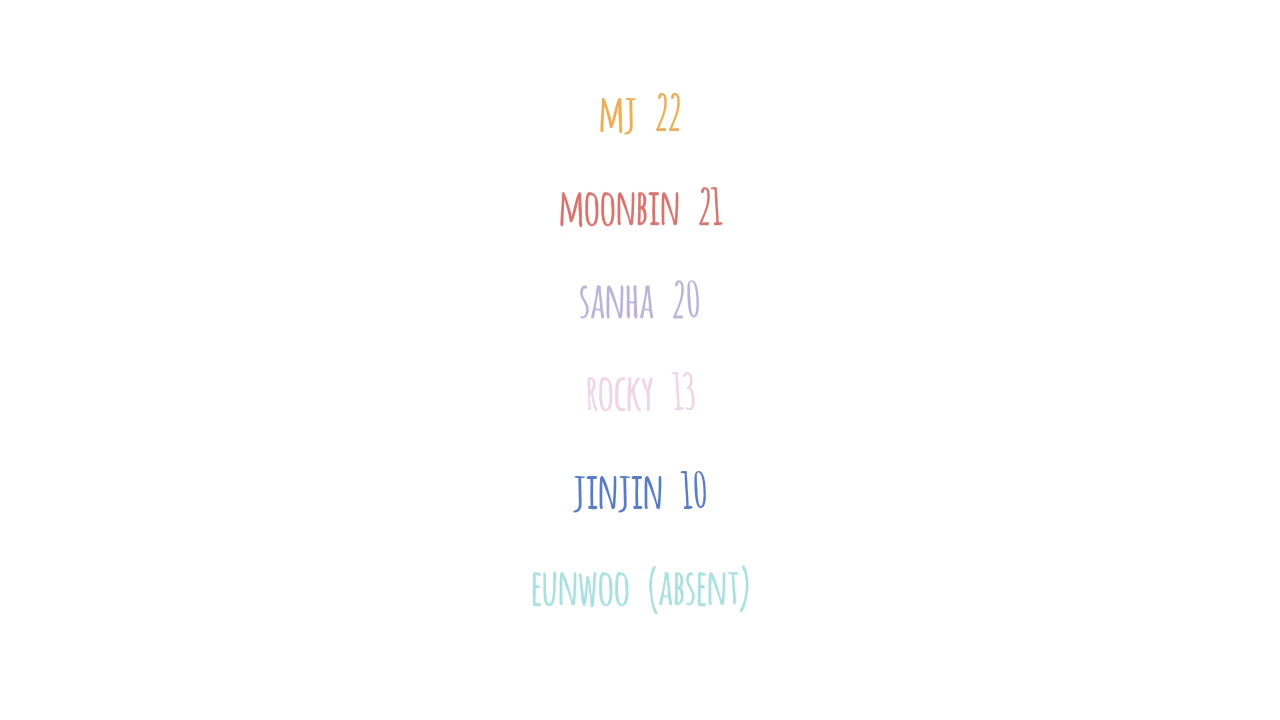 MJ 22
MOONBIN 21
SANHA 20
ROCKY 13
JINJIN 10
EUNWOO (ABSENT)